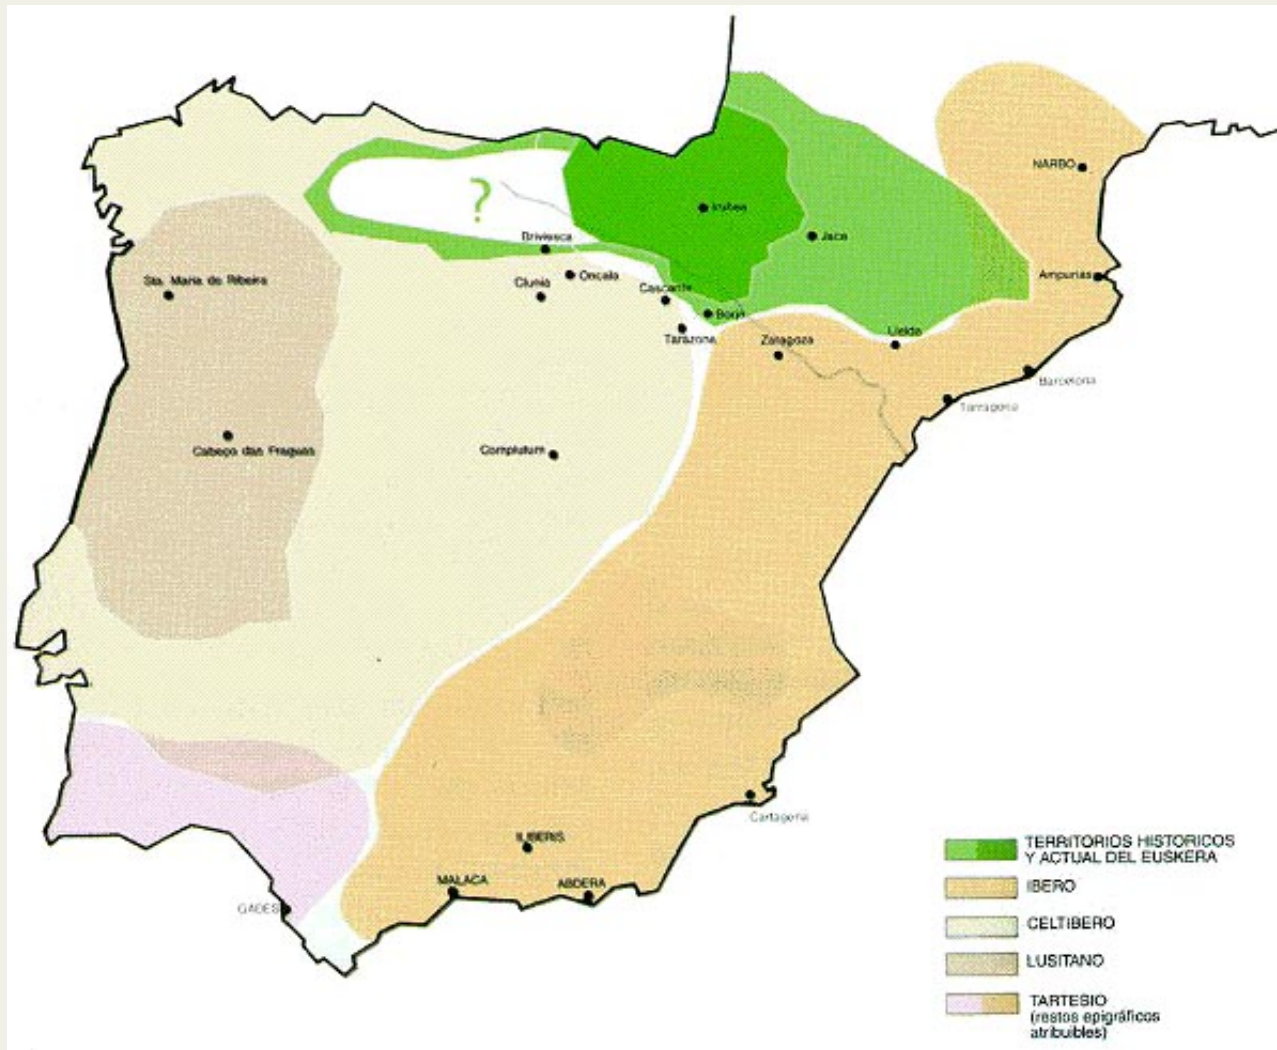 NARBO
?
Iruñea
Jaca
Briviesca
Ampurias
Oncala
Sta. Maria de Ribeira
Clunia
Cascante
Borja
Tarazona
Zaragoza
Lleida
Barcelona
Tarragona
Cabeço das Fraguas
Complutum
Cartagena
ILIBERIS
MALACA
ABDERA
GADES
TERRITORIOS HISTORICOS
Y ACTUAL DEL EUSKERA
IBERO
CELTIBERO
LUSITANO
TARTESIO
(restos epigráficos
atribuibles)